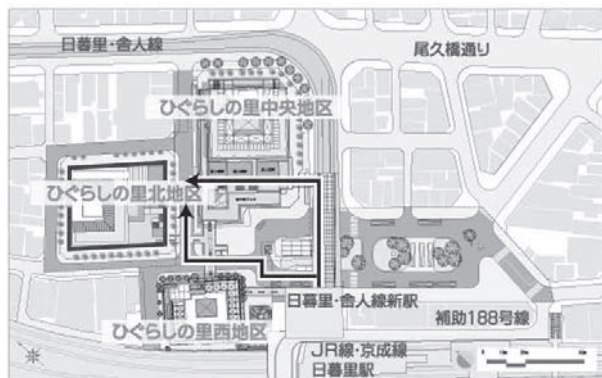 日暮里・舎人線
尾久橋通り
ひぐらしの里中央地区
ひぐらしの里北地区
日暮里・舎人線新駅
補助188号線
ひぐらしの里西地区
JR線・京成線
日暮里駅